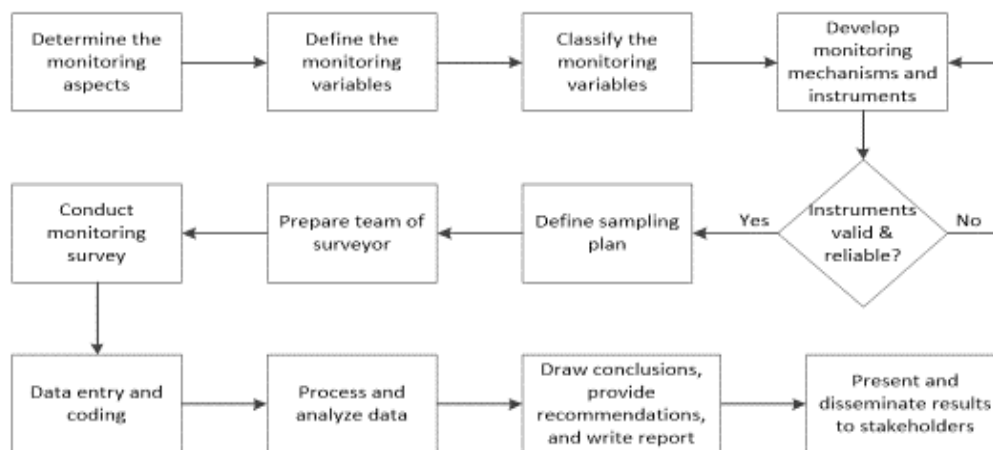 Determine the
monitoring
aspects
Define the
monitoring
variables
Classify the
monitoring
variables
Develop
monitoring
mechanisms and
instruments
Instruments
valid &
reliable?
Yes
No
Define sampling
plan
Prepare team of
surveyor
Conduct
monitoring
survey
Data entry and
coding
Process and
analyze data
Draw conclusions,
provide
recommendations,
and write report
Present and
disseminate results
to stakeholders